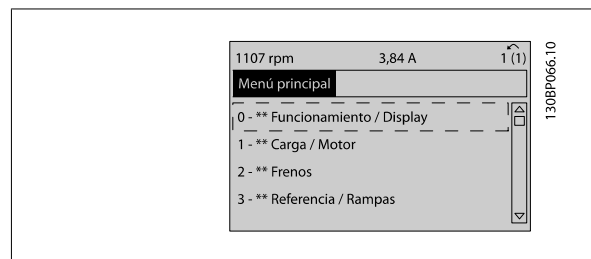 1107 rpm 3,84 A 1 (1)
Menú principal
0 - ** Funcionamiento / Display
1 - ** Carga / Motor
2 - ** Frenos
3 - ** Referencia / Rampas
130BP066.10